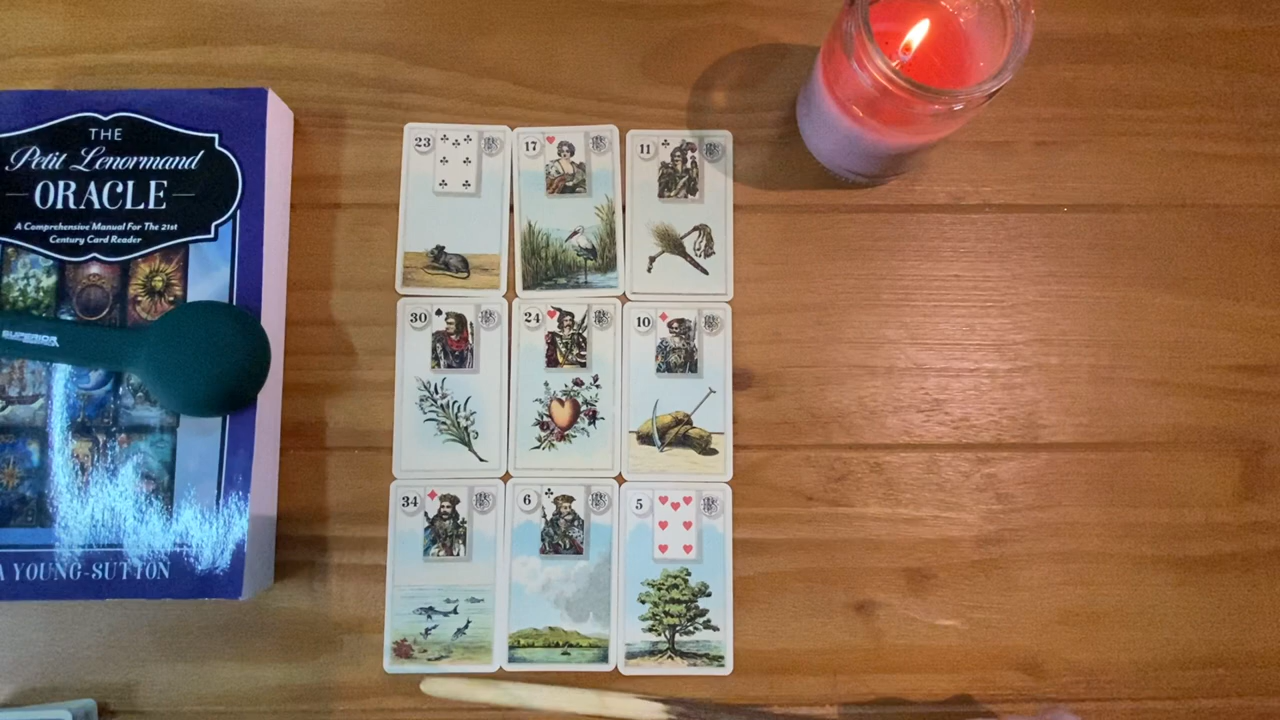 THE
Petit Lenormand
ORACLE
A Comprehensive Manual For The 21st
Century Card Reader
SUPERIOR
A YOUNG-SUTTON
23
17
11
30
24
10
34
6
5